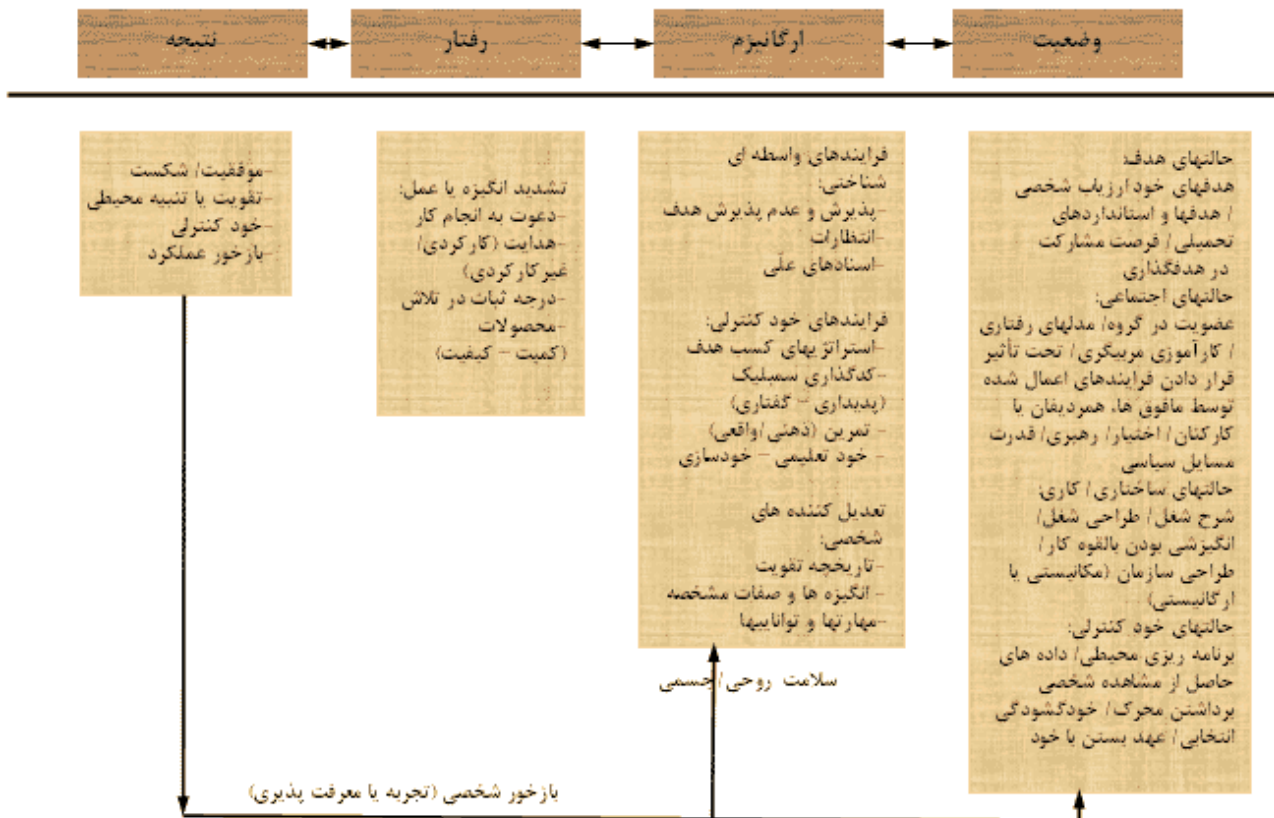 وضعیت
ارگانیزم
رفتار
نتیجه
حالتهای هدف:
هدفهای خود ارزیاب شخصی
/ هدفها و استانداردهای
تحمیلی/ فرصت مشارکت
در هدفگذاری
حالتهای اجتماعی:
عضویت در گروه/ مدلهای رفتاری
/ کارآموزی مربیگری/ تحت تأثیر
قرار دادن فرایندهای اعمال شده
توسط مافوق ها، همردیفان یا
کارکنان/ اختیار/ رهبری/ قدرت
مسایل سیاسی
حالتهای ساختاری/ کاری:
شرح شغل/ طراحی شغل/
انگیزشی بودن بالقوه کار/
طراحی سازمان (مکانیستی یا
ارگانیستی)
حالتهای خود کنترلی:
برنامه ریزی محیطی/ داده های
حاصل از مشاهده شخصی
برداشتن محرک/ خودگشودگی
انتخابی/ عهد بستن با خود
فرایندهای واسطه ای
شناختی:
-پذیرش و عدم پذیرش هدف
-انتظارات
-اسنادهای علّی
فرایندهای خود کنترلی:
-استراتژیهای کسب هدف
-کدگذاری سمبلیک
(پدیداری – گفتاری)
- تمرین (ذهنی/واقعی)
- خود تعلیمی – خودسازی
تعدیل کننده های
شخصی:
-تاریخچه تقویت
- انگیزه ها و صفات مشخصه
-مهارتها و تواناییها
تشدید انگیزه یا عمل:
-دعوت به انجام کار
-هدایت (کارکردی/
غیرکارکردی)
-درجه ثبات در تلاش
-محصولات
(کمیت – کیفیت)
-موفقیت/ شکست
-تقویت یا تنبیه محیطی
-خود کنترلی
-بازخور عملکرد
سلامت روحی/جسمی
بازخور شخصی (تجربه یا معرفت پذیری)